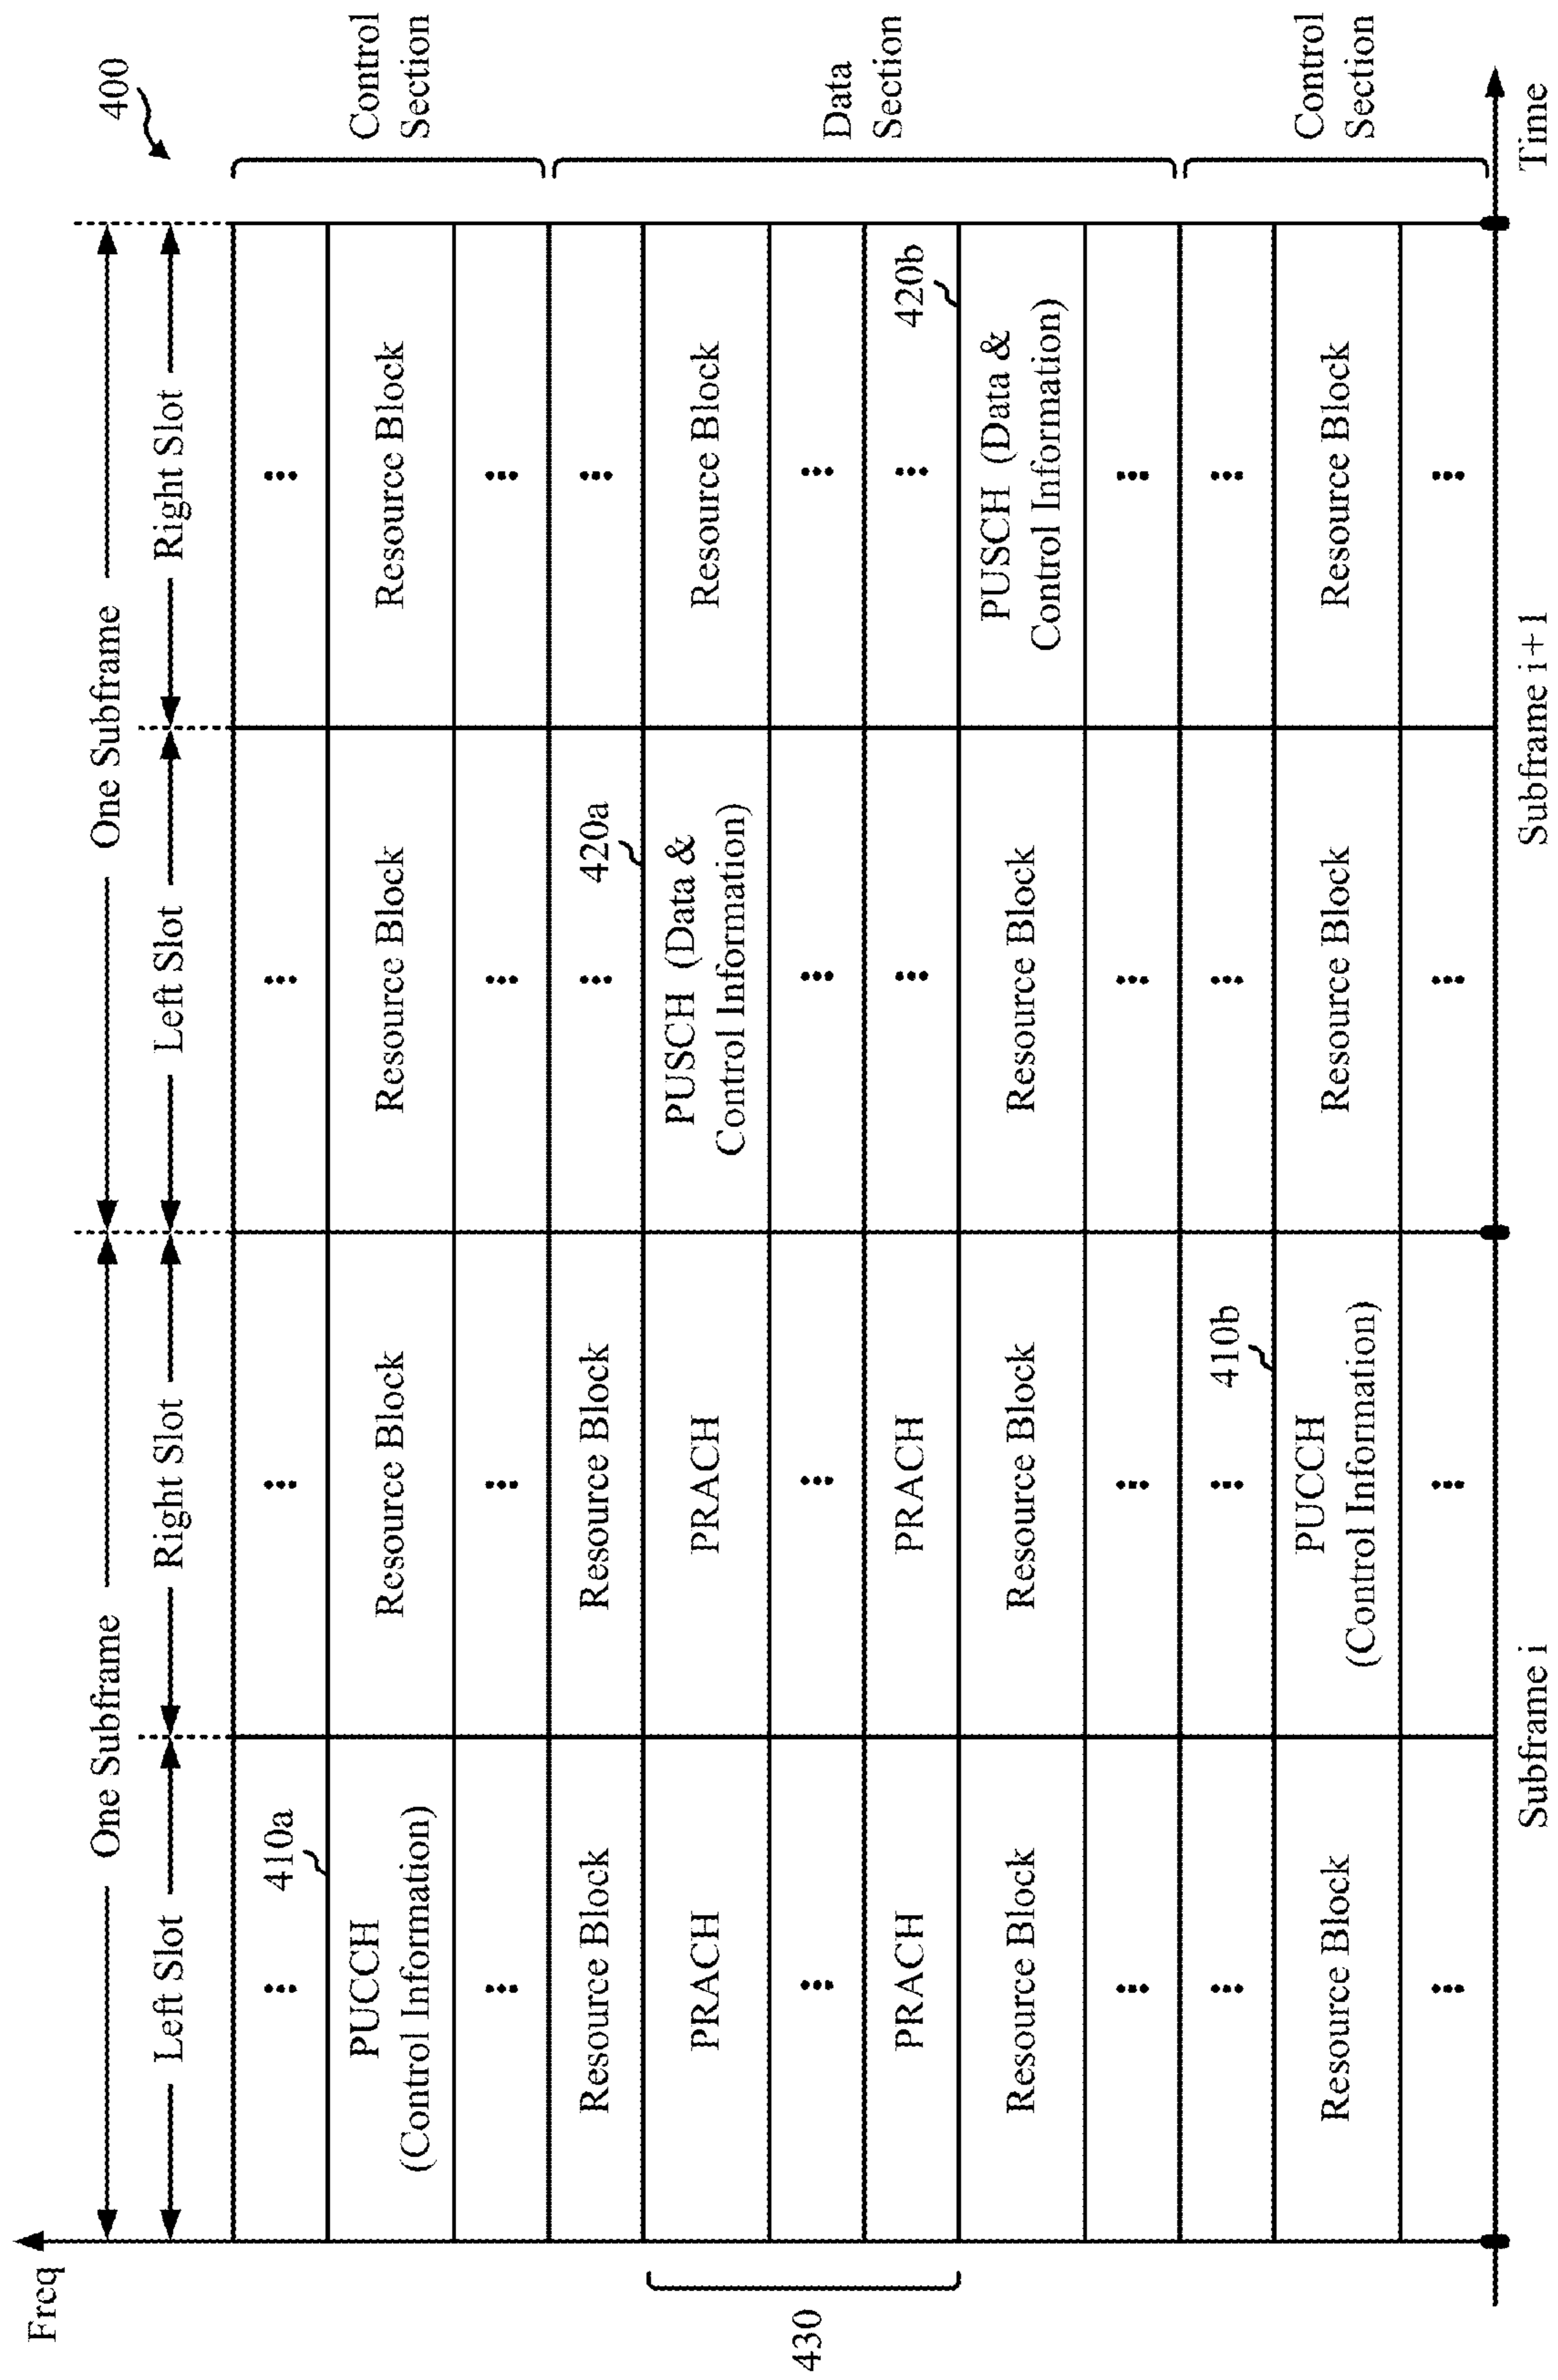 400
One Subframe
One Subframe
Left Slot
Right Slot
Left Slot
Right Slot
Freq
410a
PUCCH
(Control Information)
Resource Block
Resource Block
Resource Block
Control
Section
Resource Block
Resource Block
420a
PRACH
PRACH
PUSCH (Data &
Control Information)
Resource Block
430
Data
Section
PRACH
PRACH
420b
Resource Block
Resource Block
Resource Block
PUSCH (Data &
Control Information)
410b
Resource Block
PUCCH
(Control Information)
Resource Block
Resource Block
Control
Section
Subframe i
Subframe i + 1
Time